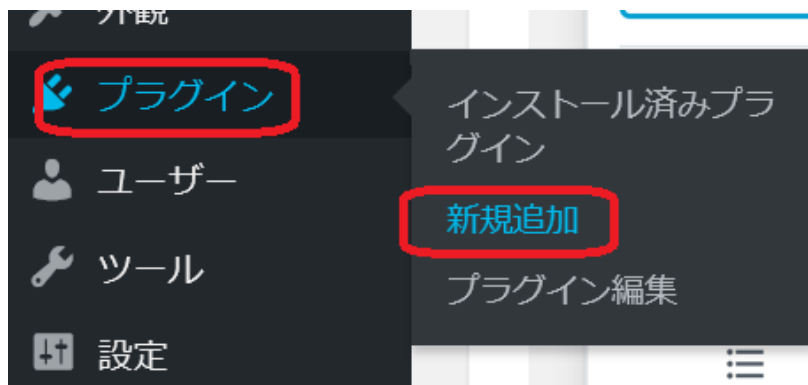 外観
プラグイン
インストール済みプラ
グイン
新規追加
プラグイン編集
ユーザー
ツール
設定